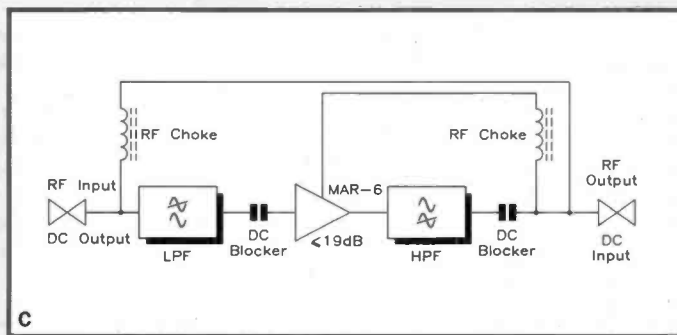 RF Choke
RF Choke
RF Input
DC Output
LPF
DC
Blocker
MAR-6
⩽19dB
HPF
DC
Blocker
RF
Output
DC
Input
C